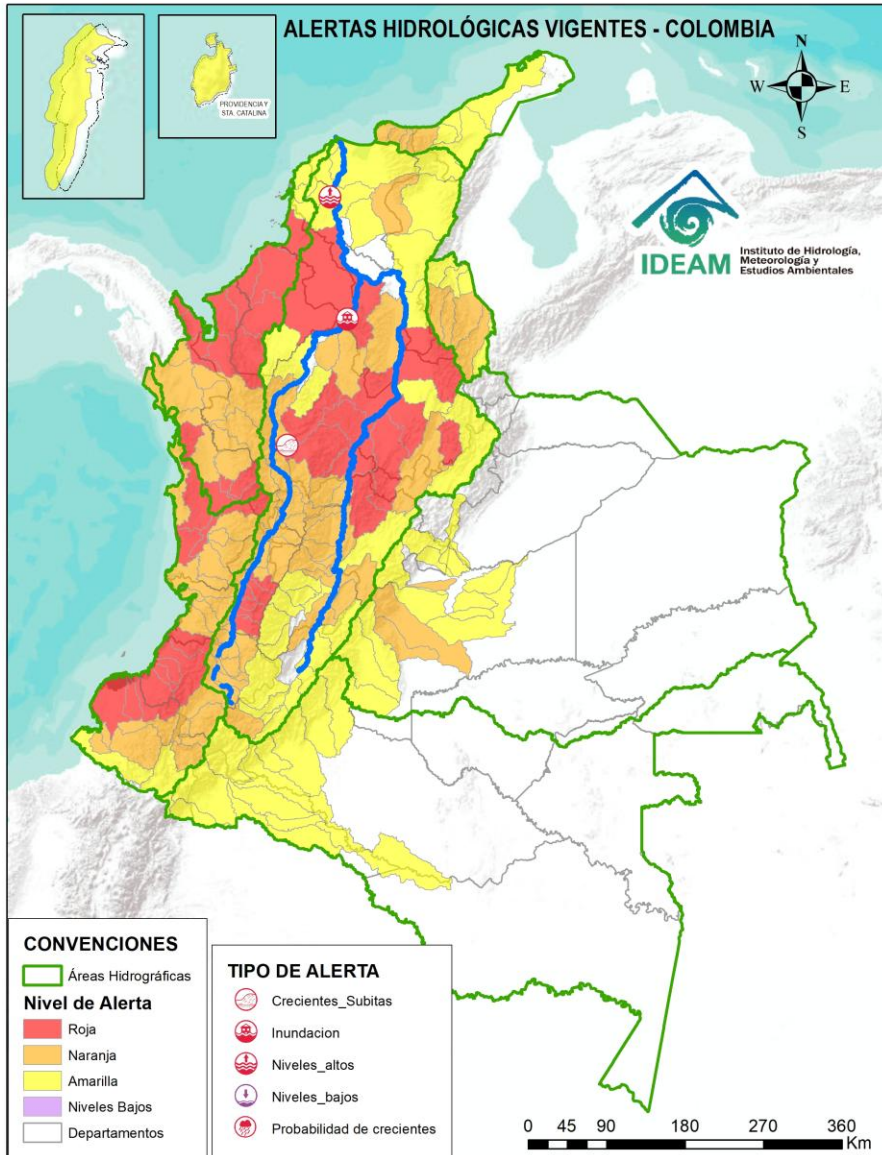 ALERTAS HIDROLÓGICAS VIGENTES - COLOMBIA
PROVIDENCIA Y
STA. CATALINA
N
W
E
S
IDEAM
Instituto de Hidrología,
Meteorología y
Estudios Ambientales
CONVENCIONES
Áreas Hidrográficas
Nivel de Alerta
Roja
Naranja
Amarilla
Niveles Bajos
Departamentos
TIPO DE ALERTA
Crecientes_Subitas
Inundacion
Niveles_altos
Niveles_bajos
Probabilidad de crecientes
0 45 90 180 270 360
Km